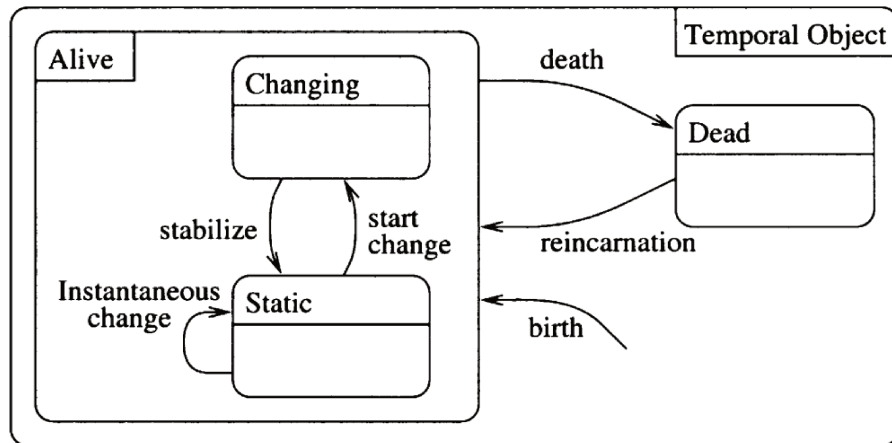 Temporal Object
Alive
Changing
death
Dead
stabilize
start
change
reincarnation
Instantaneous
change
Static
birth